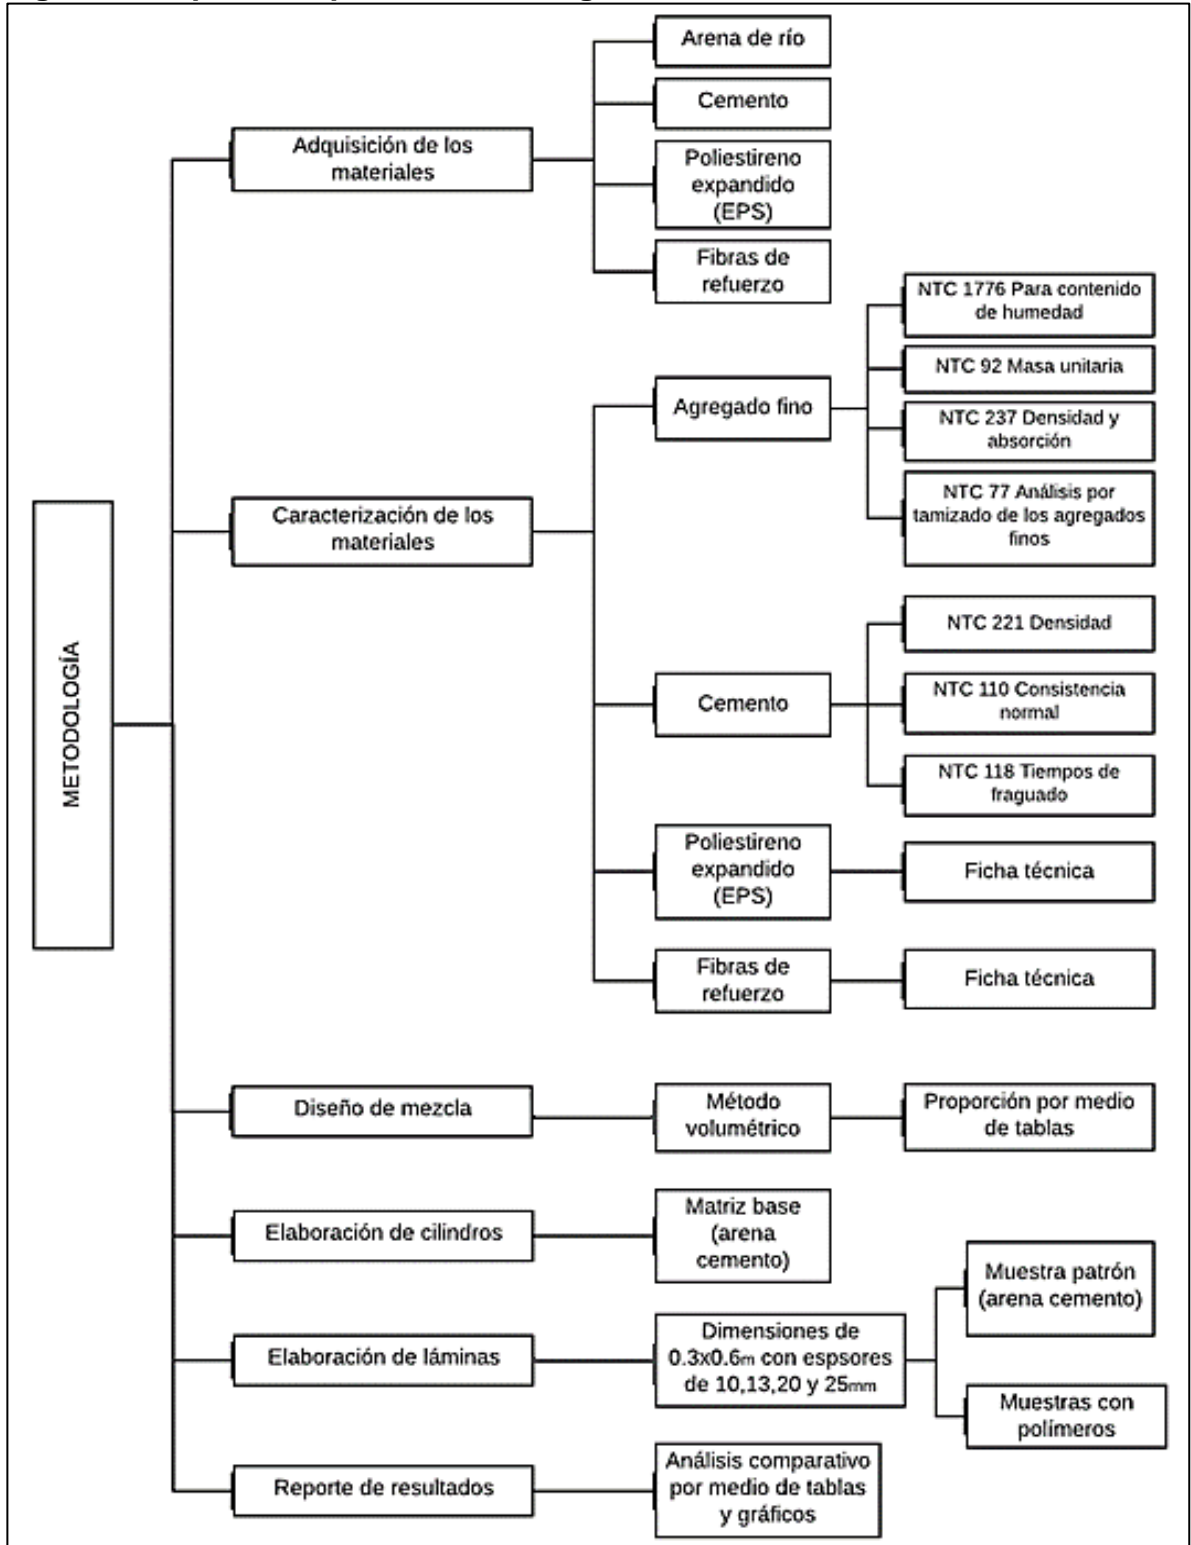 Arena de río
Cemento
Adquisición de los
materiales
Poliestireno
expandido
(EPS)
Fibras de
refuerzo
NTC 1776 Para contenido
de humedad
NTC 92 Masa unitaria
Agregado fino
NTC 237 Densidad y
absorción
NTC 77 Análisis por
tamizado de los agregados
finos
Caracterización de los
materiales
METODOLOGÍA
NTC 221 Densidad
Cemento
NTC 110 Consistencia
normal
NTC 118 Tiempos de
fraguado
Poliestireno
expandido
(EPS)
Ficha técnica
Fibras de
refuerzo
Ficha técnica
Diseño de mezcla
Método
volumétrico
Proporción por medio
de tablas
Elaboración de cilindros
Matriz base
(arena
cemento)
Muestra patrón
(arena cemento)
Elaboración de láminas
Dimensiones de
0.3x0.6m con espsores
de 10,13,20 y 25mm
Muestras con
polímeros
Reporte de resultados
Análisis comparativo
por medio de tablas
y gráficos